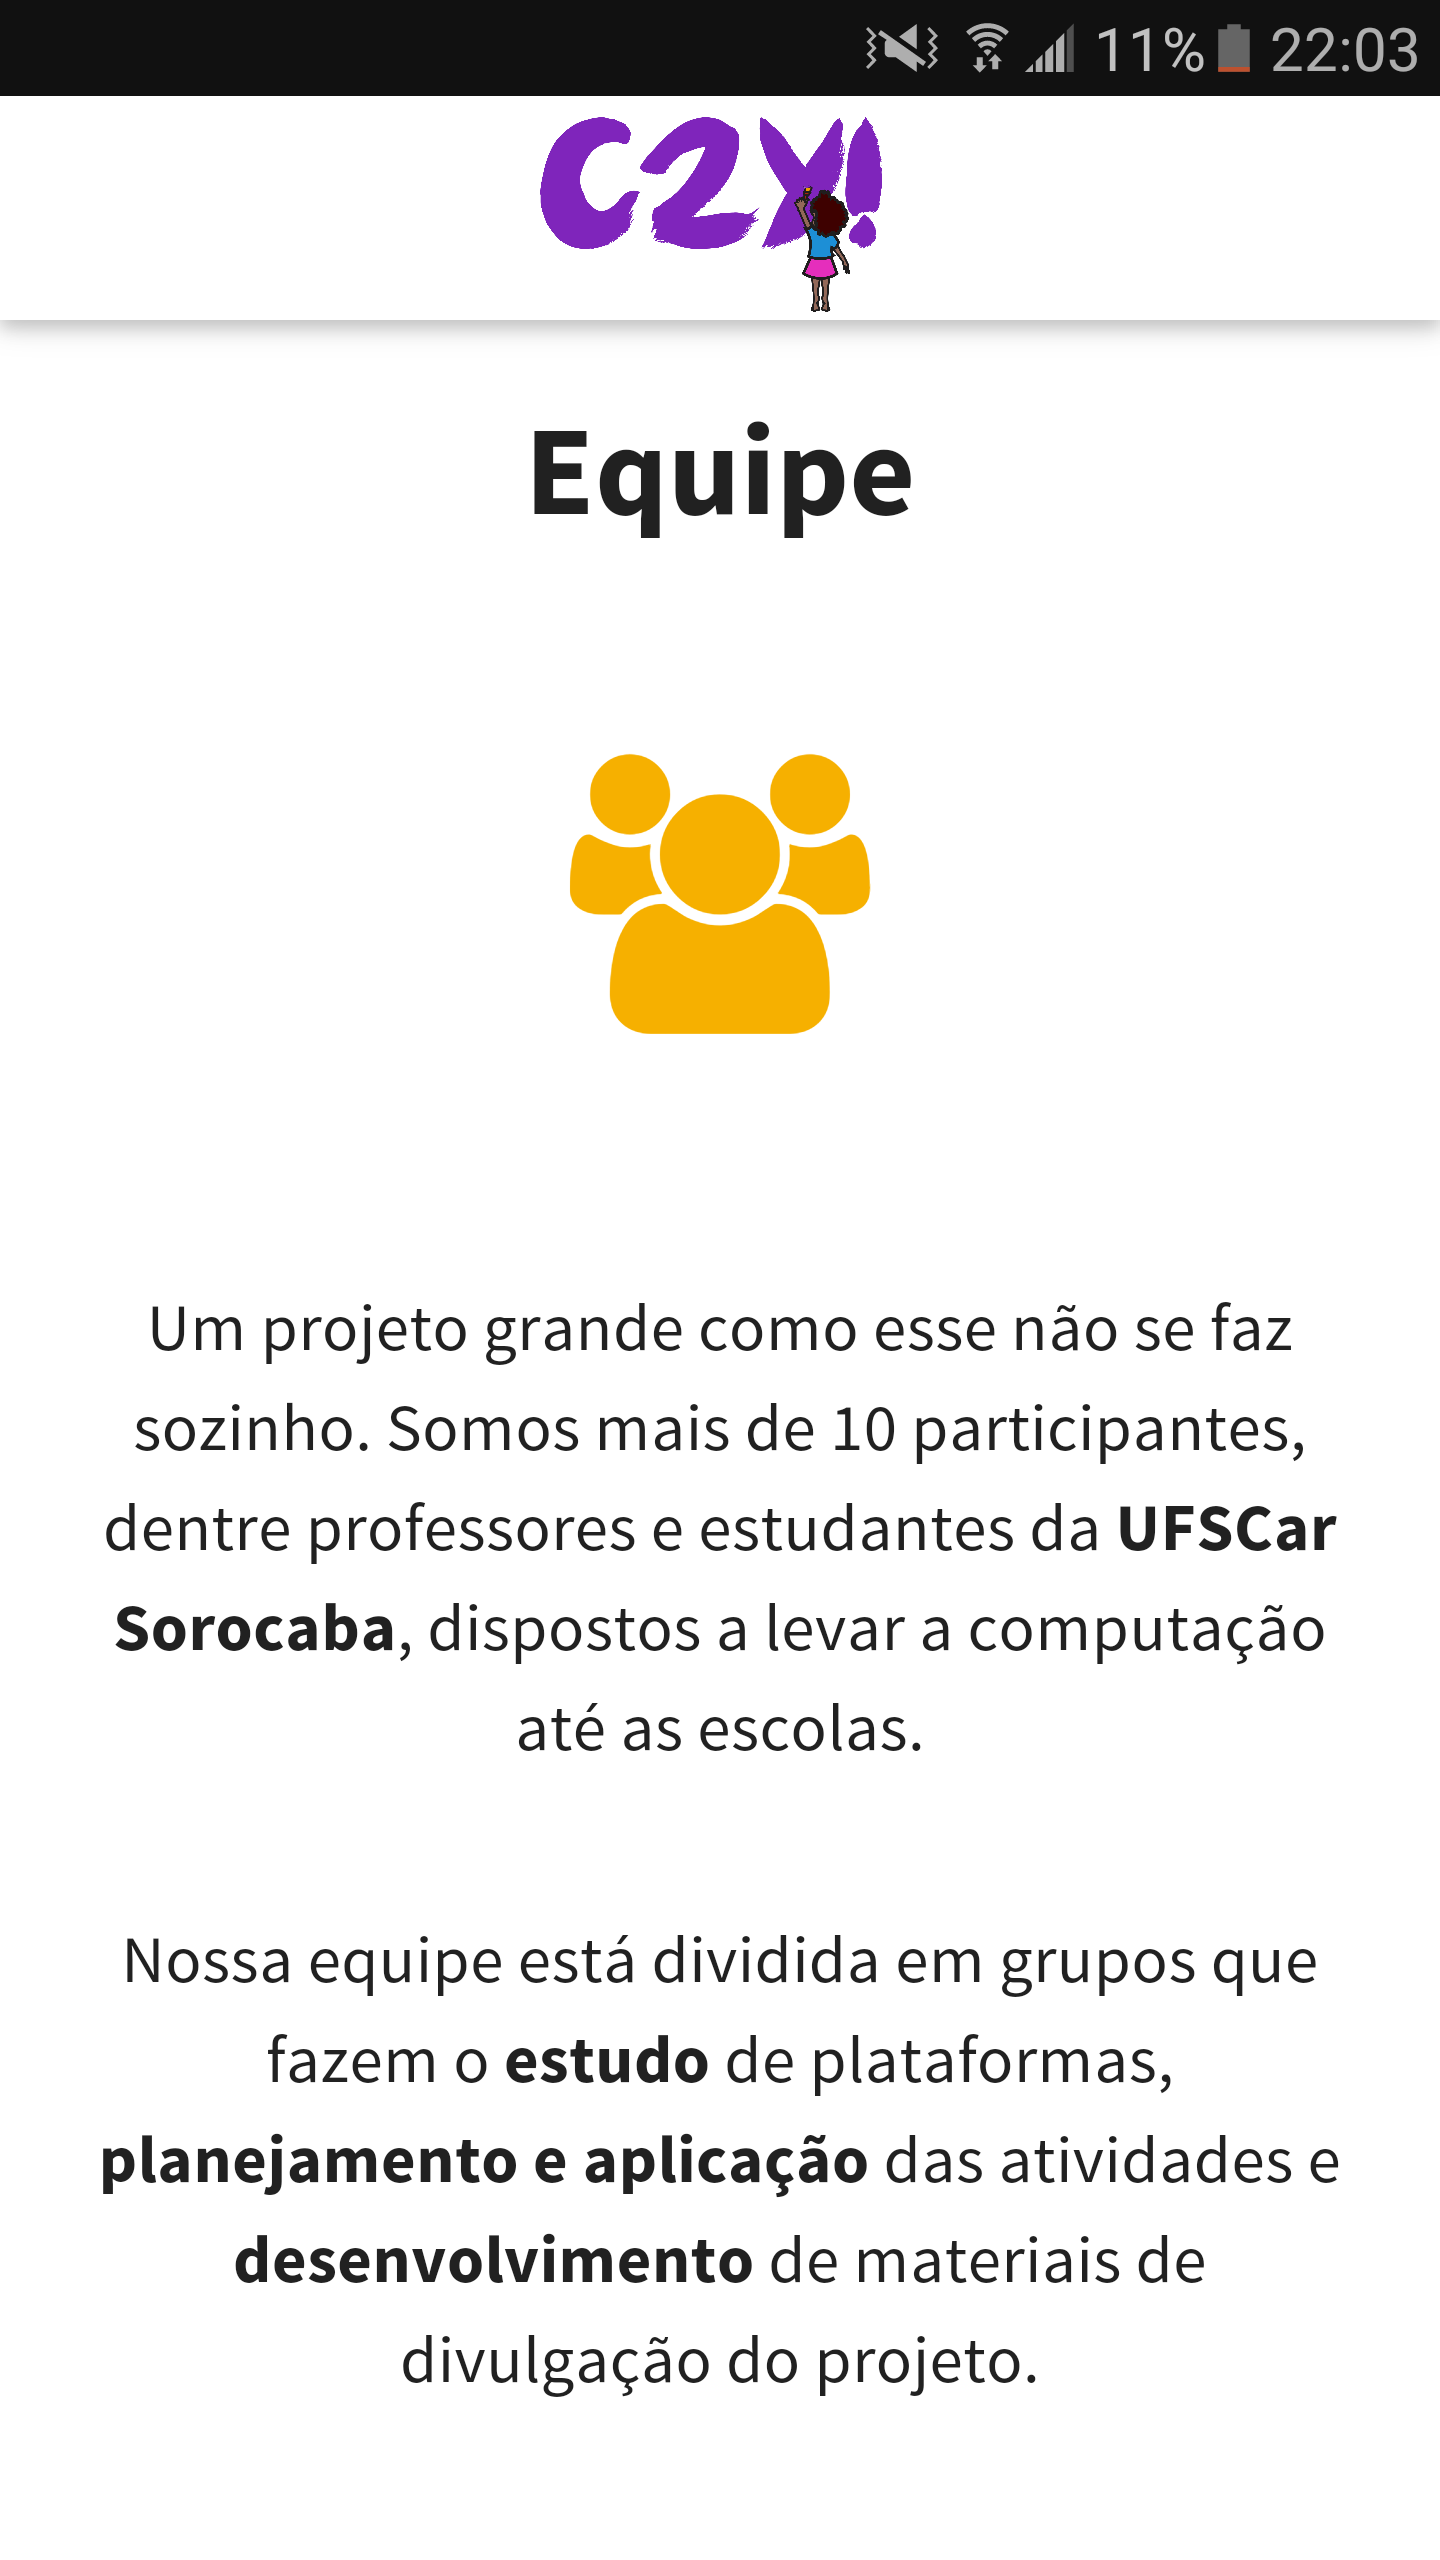 11% 22:03
C2Y!
Equipe
Um projeto grande como esse não se faz
sozinho. Somos mais de 10 participantes,
dentre professores e estudantes da UFSCar
Sorocaba, dispostos a levar a computação
até as escolas.
Nossa equipe está dividida em grupos que
fazem o estudo de plataformas,
planejamento e aplicação das atividades e
desenvolvimento de materiais de
divulgação do projeto.